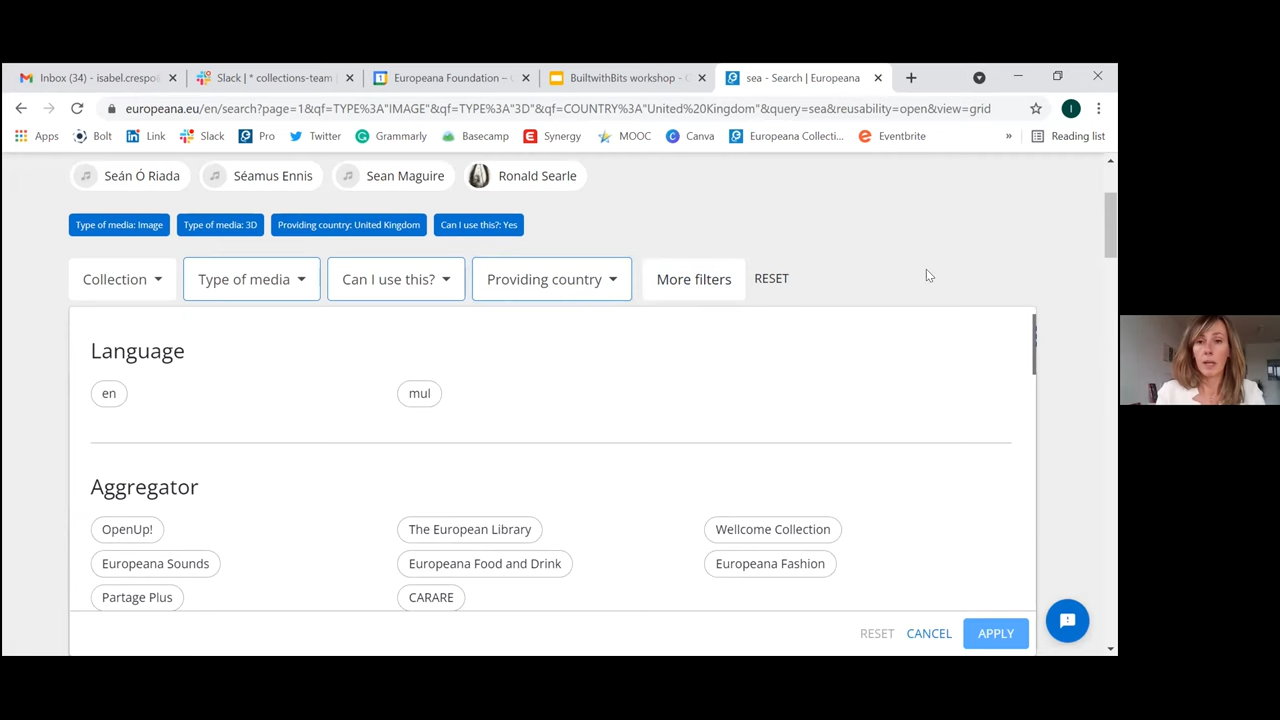 Inbox (34) - isabel.crespo@
Slack | * collections-team |
Europeana Foundation –
BuiltwithBits workshop -
sea - Search | Europeana
europeana.eu/en/search?page=1&qf=TYPE%3A"IMAGE"&qf=TYPE%3A"3D"&qf=COUNTRY%3A"United%20Kingdom"&query=sea&reusability=open&view=grid
I
Apps Bolt Link Slack Pro Twitter Grammarly Basecamp Synergy MOOC Canva Europeana Collecti... Eventbrite » Reading list
Seán Ó Riada Séamus Ennis Sean Maguire Ronald Searle
Type of media: Image Type of media: 3D Providing country: United Kingdom Can I use this?: Yes
Collection Type of media Can I use this? Providing country More filters RESET
Language
en mul
Aggregator
OpenUp! The European Library Wellcome Collection
Europeana Sounds Europeana Food and Drink Europeana Fashion
Partage Plus CARARE
RESET CANCEL APPLY